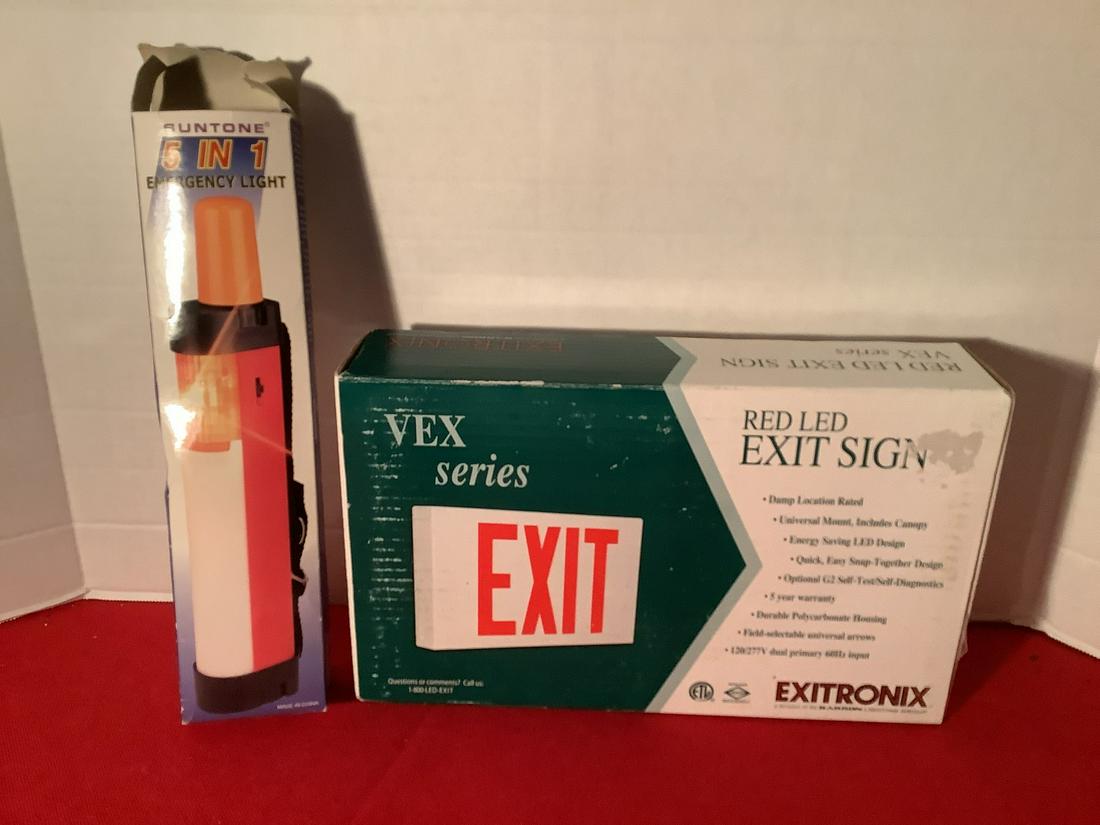 SUNTONE®
5 IN 1
EMERGENCY LIGHT
MADE IN CHINA
EXITRONIX
RED LED EXIT SIGN
VEX series
VEX
series
EXIT
Questions or comments? Call us:
1-800-LED-EXIT
RED LED
EXIT SIGN
• Damp Location Rated
• Universal Mount, Includes Canopy
• Energy Saving LED Design
• Quick, Easy Snap-Together Design
• Optional G2 Self-Test/Self-Diagnostics
• 5 year warranty
• Durable Polycarbonate Housing
• Field-selectable universal arrows
• 120/277V dual primary 60Hz input
ETL
EXITRONIX